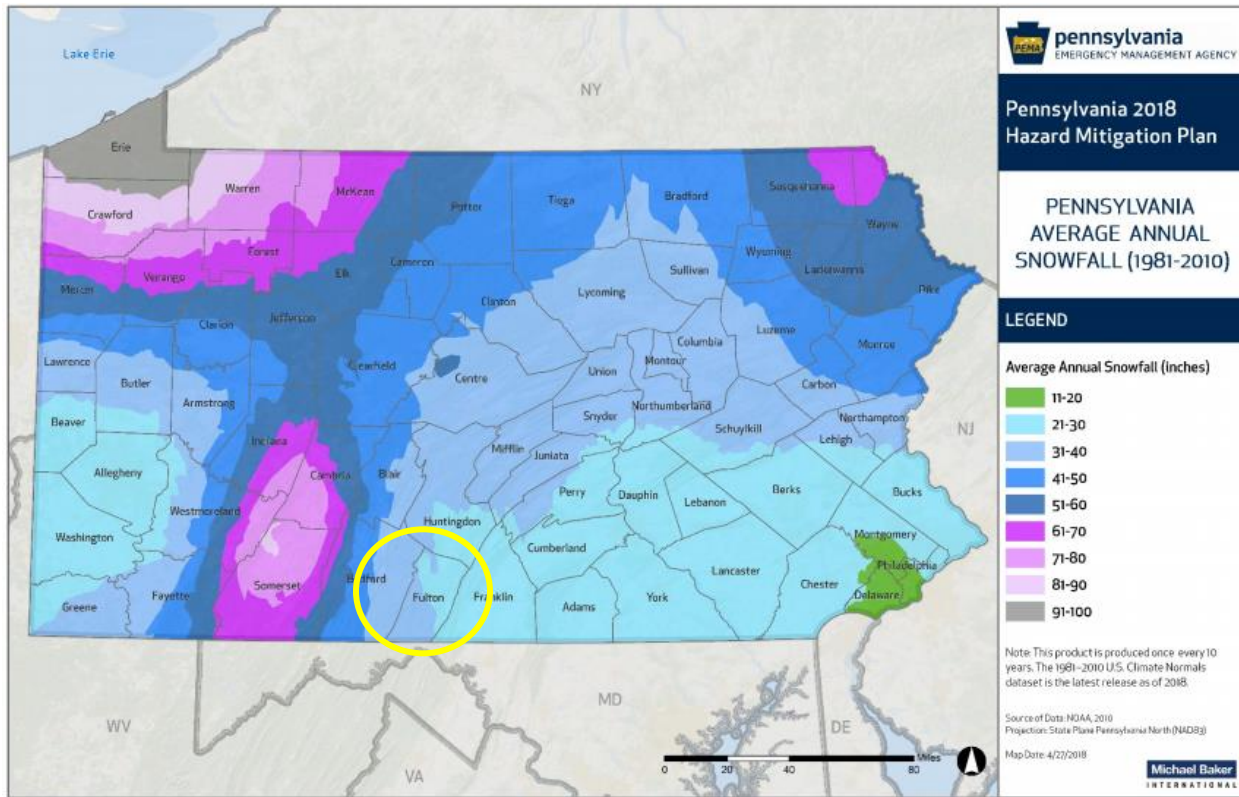 Lake Erie
NY
Erie
Warren
McKean
Susquehanna
Crawford
Potter
Tioga
Bradford
Wayne
Forest
Wyoming
Venango
Cameron
Sullivan
Lackawanna
Mercer
Elk
Pike
Lycoming
Clinton
Jefferson
Clarion
Luzerne
Columbia
Monroe
Lawrence
Clearfield
Montour
Centre
Union
Butler
Carbon
Armstrong
Northumberland
Snyder
Northampton
Beaver
Schuylkill
NJ
Indiana
Mifflin
Lehigh
Juniata
Allegheny
Cambria
Blair
Perry
Dauphin
Berks
Bucks
Lebanon
Westmoreland
Huntingdon
Montgomery
Washington
Cumberland
Philadelphia
Lancaster
Bedford
Somerset
Chester
Fayette
Fulton
Franklin
Delaware
Greene
Adams
York
MD
WV
DE
VA
Miles
0 20 40 80
PEMA
pennsylvania
EMERGENCY MANAGEMENT AGENCY
Pennsylvania 2018
Hazard Mitigation Plan
PENNSYLVANIA
AVERAGE ANNUAL
SNOWFALL (1981-2010)
LEGEND
Average Annual Snowfall (inches)
11-20
21-30
31-40
41-50
51-60
61-70
71-80
81-90
91-100
Note: This product is produced once every 10
years. The 1981-2010 U.S. Climate Normals
dataset is the latest release as of 2018.
Source of Data: NOAA, 2010
Projection: State Plane Pennsylvania North (NAD83)
Map Date: 4/27/2018
Michael Baker
INTERNATIONAL